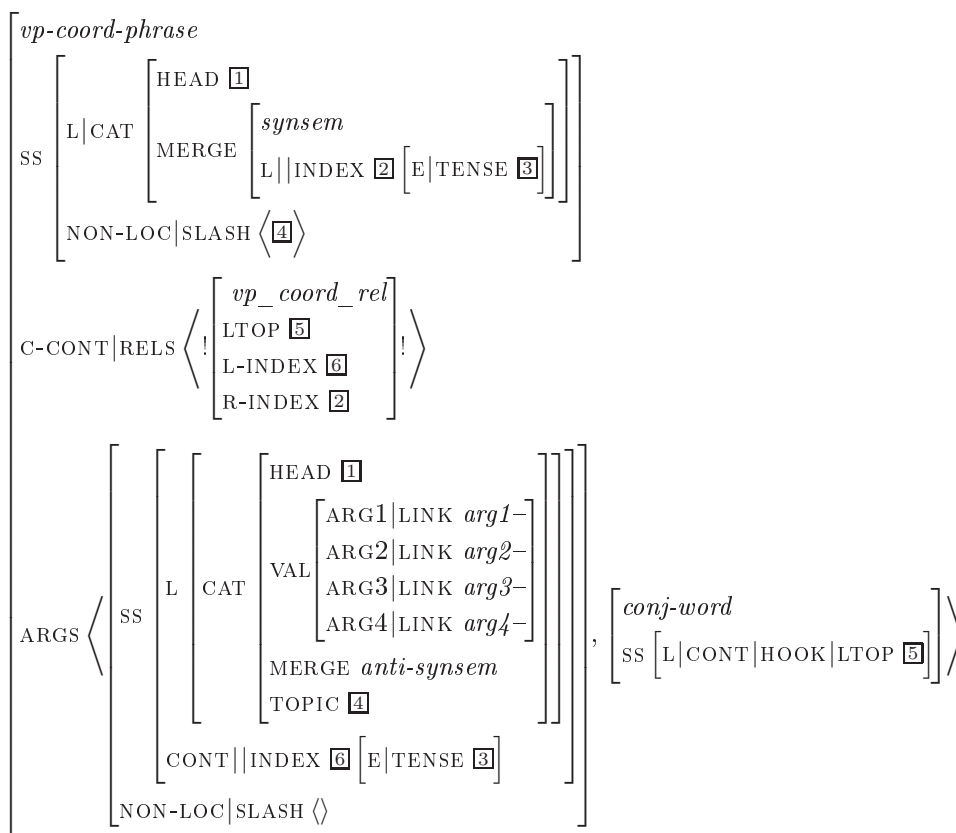 vp-coord-phrase
SS L|CAT HEAD 1
MERGE synsem
L||INDEX 2 [E|TENSE 3]
NON-LOC|SLASH ⟨4⟩
C-CONT|RELS ⟨! vp_coord_rel
LTOP 5
L-INDEX 6
R-INDEX 2 !⟩
ARGS ⟨ SS L CAT HEAD 1
VAL ARG1|LINK arg1–
ARG2|LINK arg2–
ARG3|LINK arg3–
ARG4|LINK arg4–
MERGE anti-synsem
TOPIC 4
CONT||INDEX 6 [E|TENSE 3]
NON-LOC|SLASH ⟨⟩
, conj-word
SS [L|CONT|HOOK|LTOP 5] ⟩